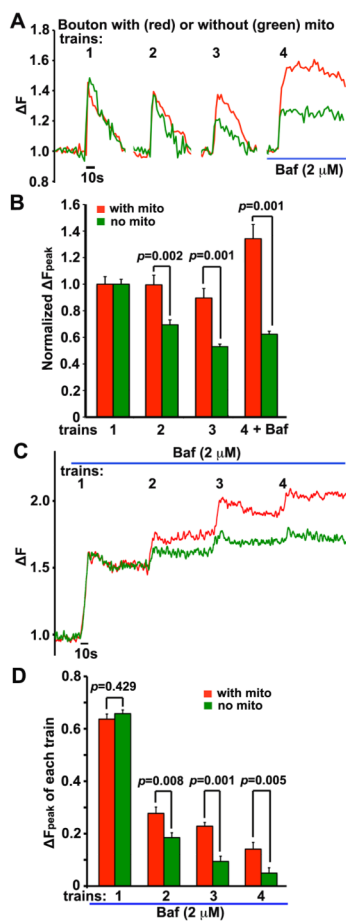 A Bouton with (red) or without (green) mito
trains:
1 2 3 4
1.8
1.6
1.4
1.2
1.0
0.8
ΔF
10s
Baf (2 μM)
B
1.6
1.4
1.2
1.0
0.8
0.6
0.4
0.2
0
Normalized ΔFpeak
with mito
no mito
p=0.002
p=0.001
p=0.001
trains 1 2 3 4 + Baf
C
Baf (2 μM)
trains:
1 2 3 4
2.0
1.5
1.0
ΔF
10s
D
p=0.429
with mito
no mito
0.6
0.4
0.2
0
ΔFpeak of each train
p=0.008
p=0.001
p=0.005
trains: 1 2 3 4
Baf (2 μM)